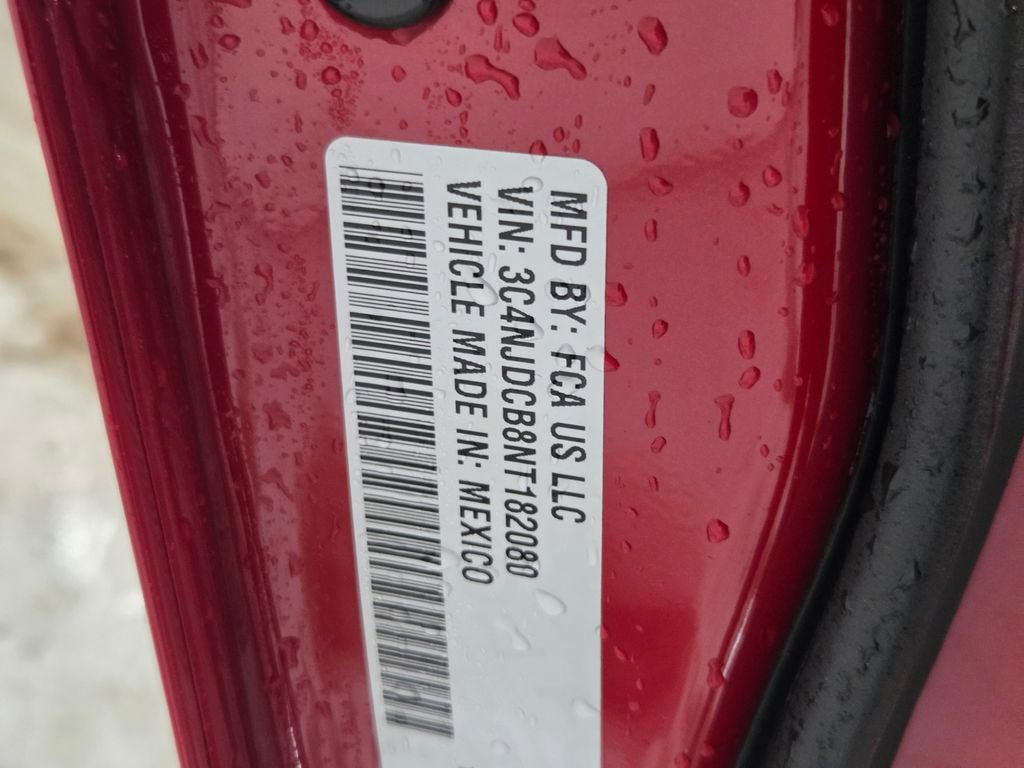 MFD BY: FCA US LLC
VIN: 3C4NJDCB8NT182080
VEHICLE MADE IN: MEXICO